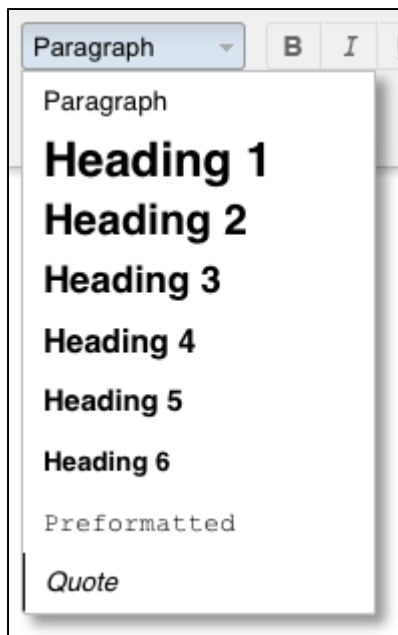 Paragraph B I
Paragraph
Heading 1
Heading 2
Heading 3
Heading 4
Heading 5
Heading 6
Preformatted
Quote